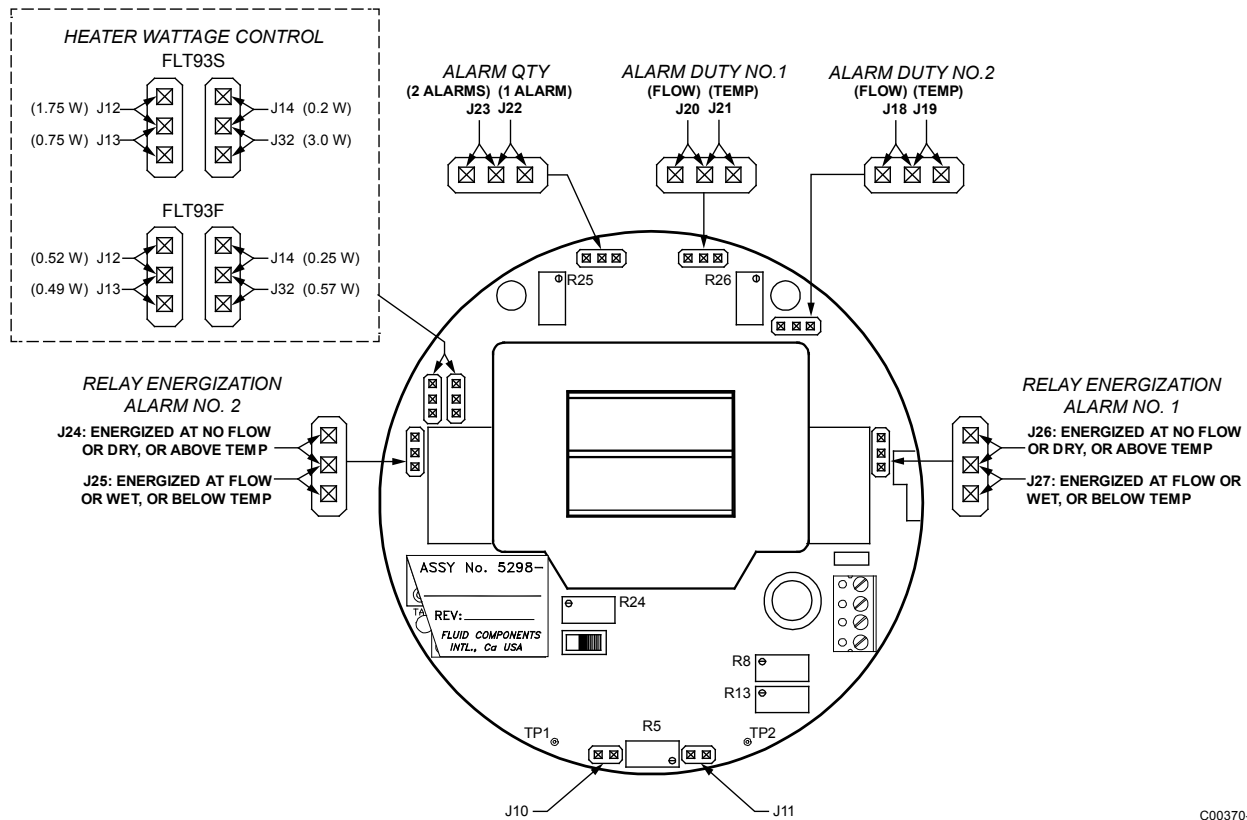 HEATER WATTAGE CONTROL
FLT93S
(1.75 W) J12
J14 (0.2 W)
(0.75 W) J13
J32 (3.0 W)
FLT93F
(0.52 W) J12
J14 (0.25 W)
(0.49 W) J13
J32 (0.57 W)
ALARM QTY
(2 ALARMS) (1 ALARM)
J23 J22
ALARM DUTY NO.1
(FLOW) (TEMP)
J20 J21
ALARM DUTY NO.2
(FLOW) (TEMP)
J18 J19
R25
R26
RELAY ENERGIZATION
ALARM NO. 2
J24: ENERGIZED AT NO FLOW
OR DRY, OR ABOVE TEMP
J25: ENERGIZED AT FLOW
OR WET, OR BELOW TEMP
RELAY ENERGIZATION
ALARM NO. 1
J26: ENERGIZED AT NO FLOW
OR DRY, OR ABOVE TEMP
J27: ENERGIZED AT FLOW OR
WET, OR BELOW TEMP
ASSY No. 5298-
TA
REV:
FLUID COMPONENTS
INTL., Ca USA
R24
R8
R13
TP1
R5
TP2
J10
J11